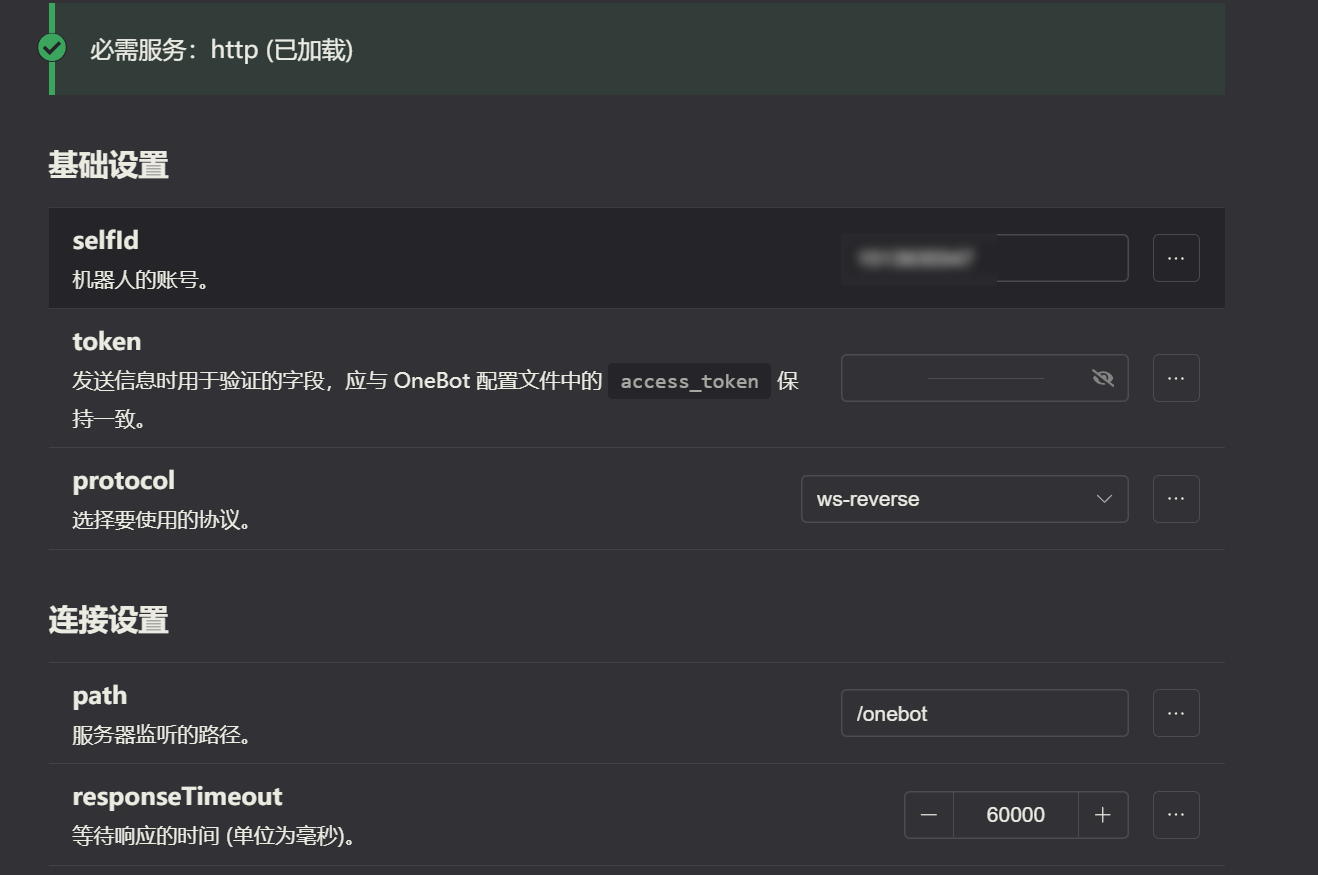 必需服务：http (已加载)
基础设置
selfId
机器人的账号。
token
发送信息时用于验证的字段，应与 OneBot 配置文件中的 access_token 保
持一致。
protocol
ws-reverse
选择要使用的协议。
连接设置
path
/onebot
服务器监听的路径。
responseTimeout
60000
等待响应的时间 (单位为毫秒)。